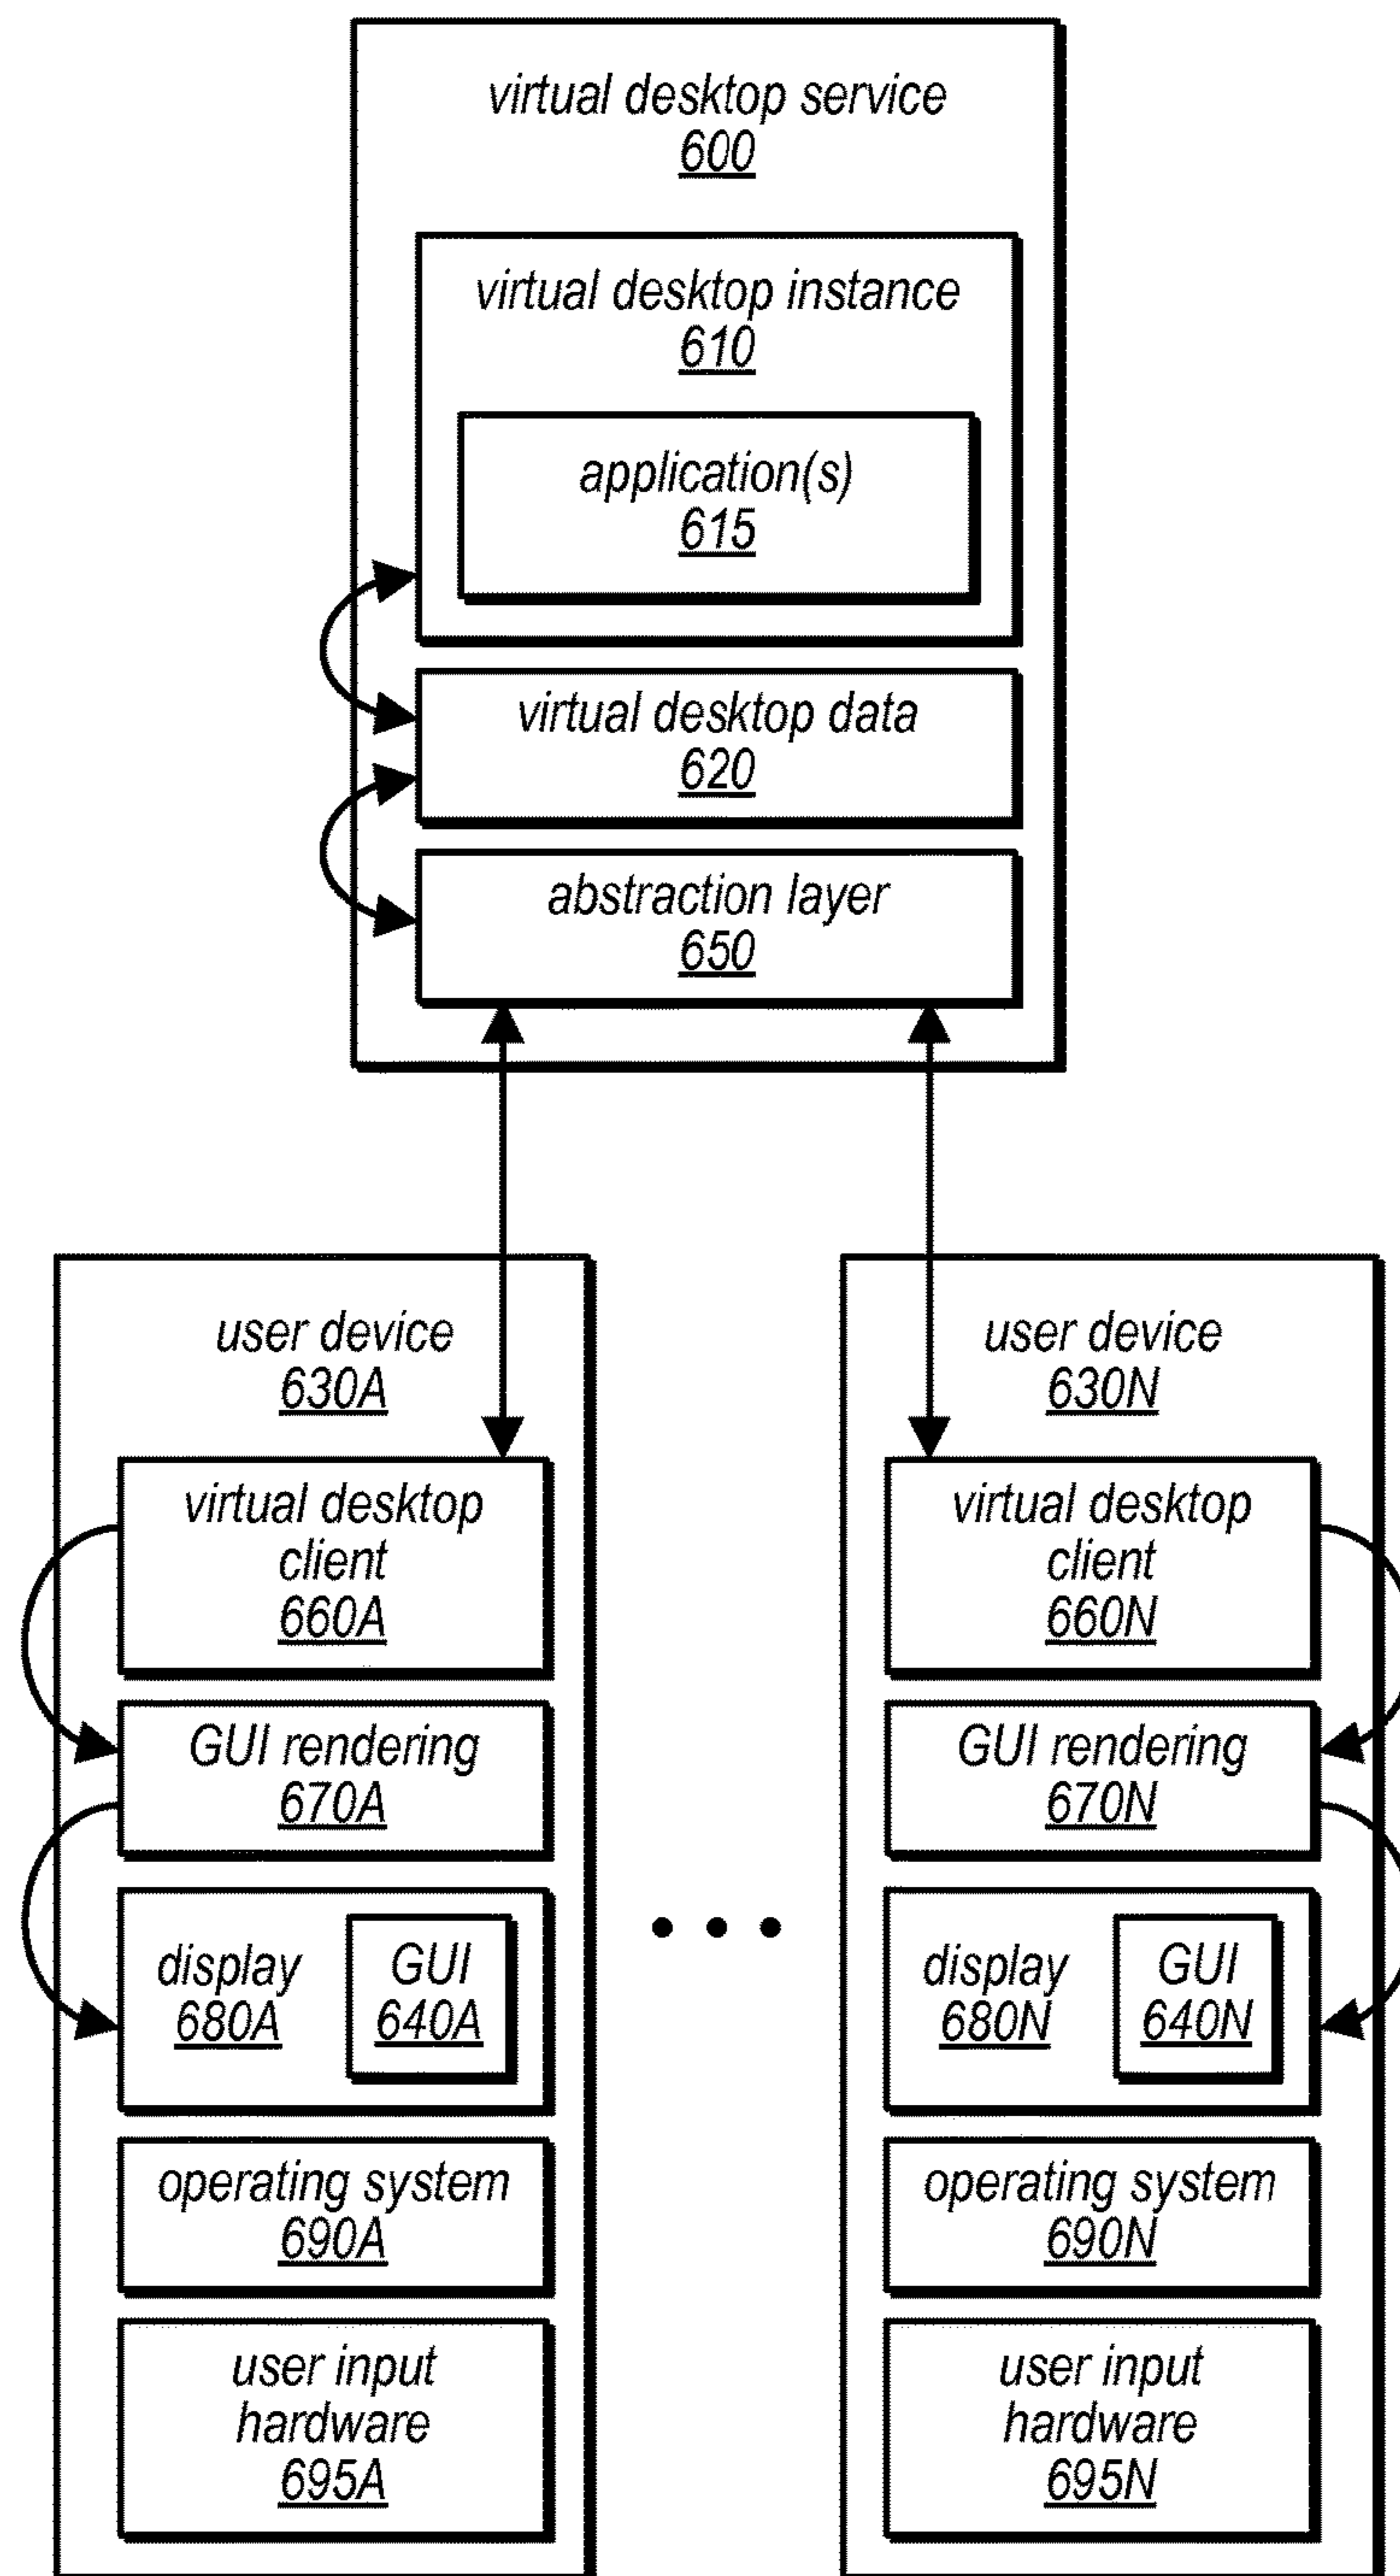 virtual desktop service
600
virtual desktop instance
610
application(s)
615
virtual desktop data
620
abstraction layer
650
user device
630A
virtual desktop
client
660A
GUI rendering
670A
display
680A
GUI
640A
operating system
690A
user input
hardware
695A
user device
630N
virtual desktop
client
660N
GUI rendering
670N
display
680N
GUI
640N
operating system
690N
user input
hardware
695N